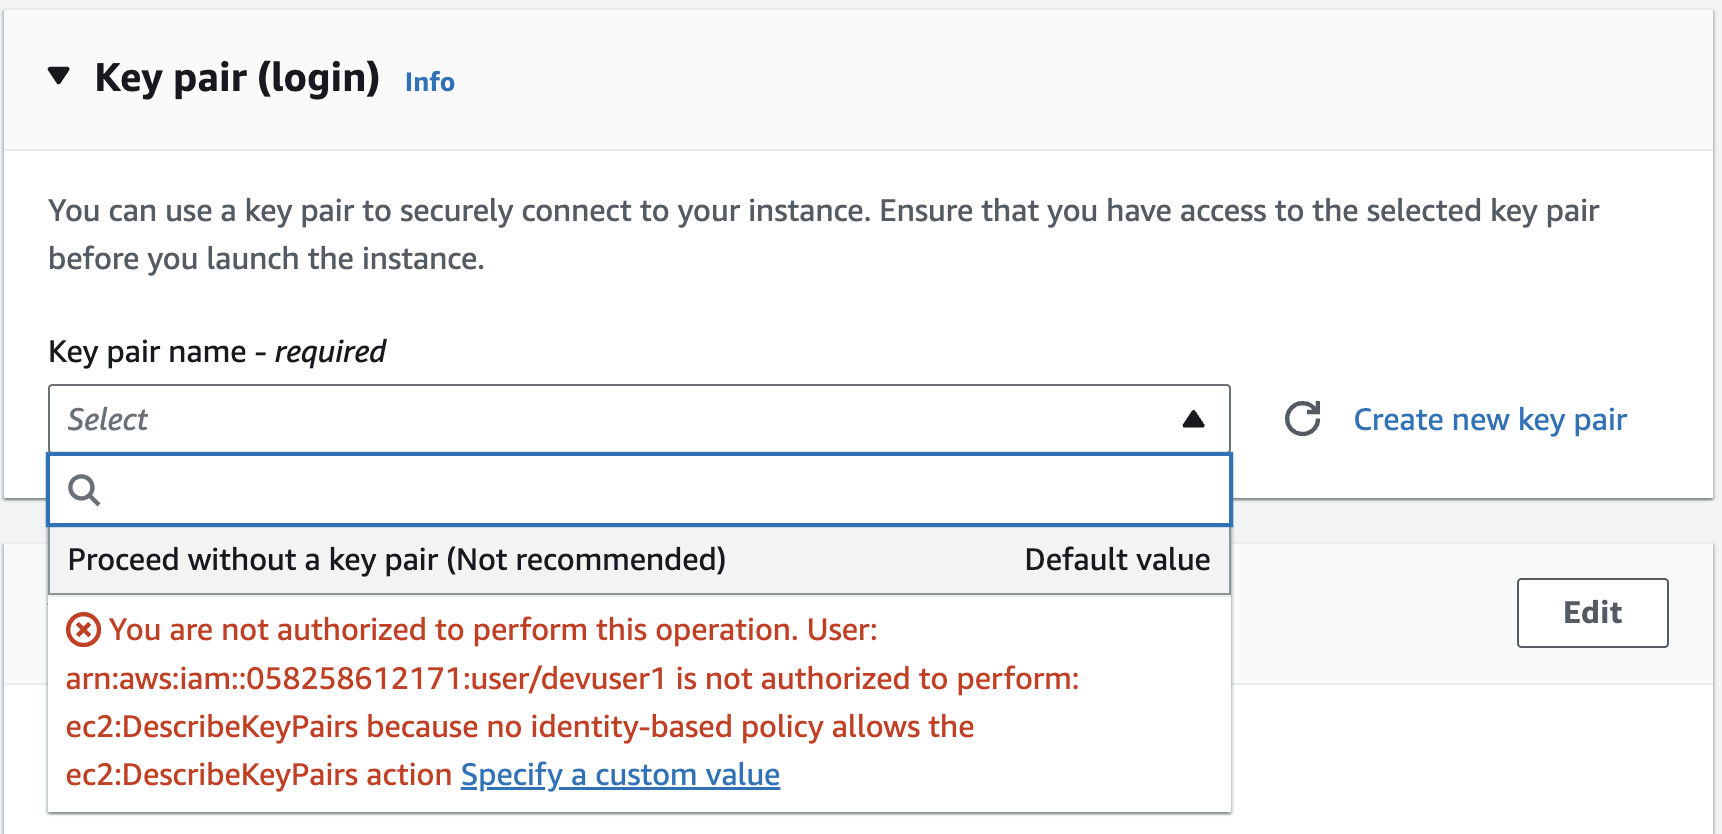 Key pair (login) Info
You can use a key pair to securely connect to your instance. Ensure that you have access to the selected key pair
before you launch the instance.
Key pair name - required
Select
Create new key pair
Proceed without a key pair (Not recommended) Default value
Edit
You are not authorized to perform this operation. User:
arn:aws:iam::058258612171:user/devuser1 is not authorized to perform:
ec2:DescribeKeyPairs because no identity-based policy allows the
ec2:DescribeKeyPairs action Specify a custom value